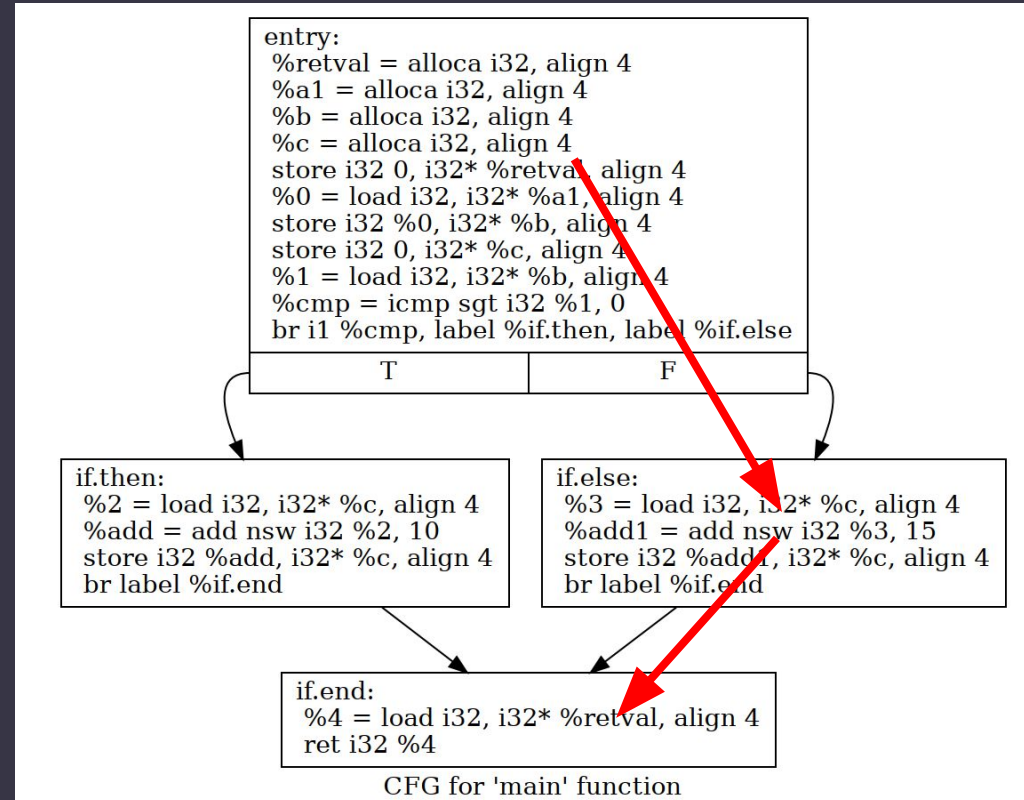 entry:
%retval = alloca i32, align 4
%a1 = alloca i32, align 4
%b = alloca i32, align 4
%c = alloca i32, align 4
store i32 0, i32* %retval, align 4
%0 = load i32, i32* %a1, align 4
store i32 %0, i32* %b, align 4
store i32 0, i32* %c, align 4
%1 = load i32, i32* %b, align 4
%cmp = icmp sgt i32 %1, 0
br i1 %cmp, label %if.then, label %if.else
T F
if.then:
%2 = load i32, i32* %c, align 4
%add = add nsw i32 %2, 10
store i32 %add, i32* %c, align 4
br label %if.end
if.else:
%3 = load i32, i32* %c, align 4
%add1 = add nsw i32 %3, 15
store i32 %add1, i32* %c, align 4
br label %if.end
if.end:
%4 = load i32, i32* %retval, align 4
ret i32 %4
CFG for 'main' function